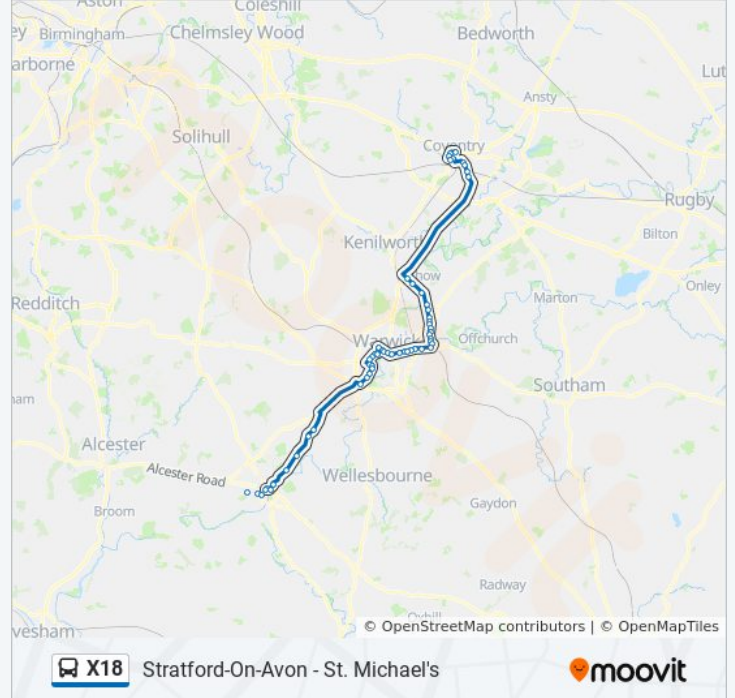 Aston
Coleshill
ey
Birmingham
Chelmsley Wood
Bedworth
arborne
Lut
Ansty
Solihull
Coventry
Rugby
Kenilworth
Bilton
how
Onley
Redditch
Marton
Warwick
Offchurch
Southam
ham
Alcester
Alcester Road
Wellesbourne
Broom
Gaydon
Radway
vesham
© OpenStreetMap contributors | © OpenMapTiles
X18 Stratford-On-Avon - St. Michael's
moovit